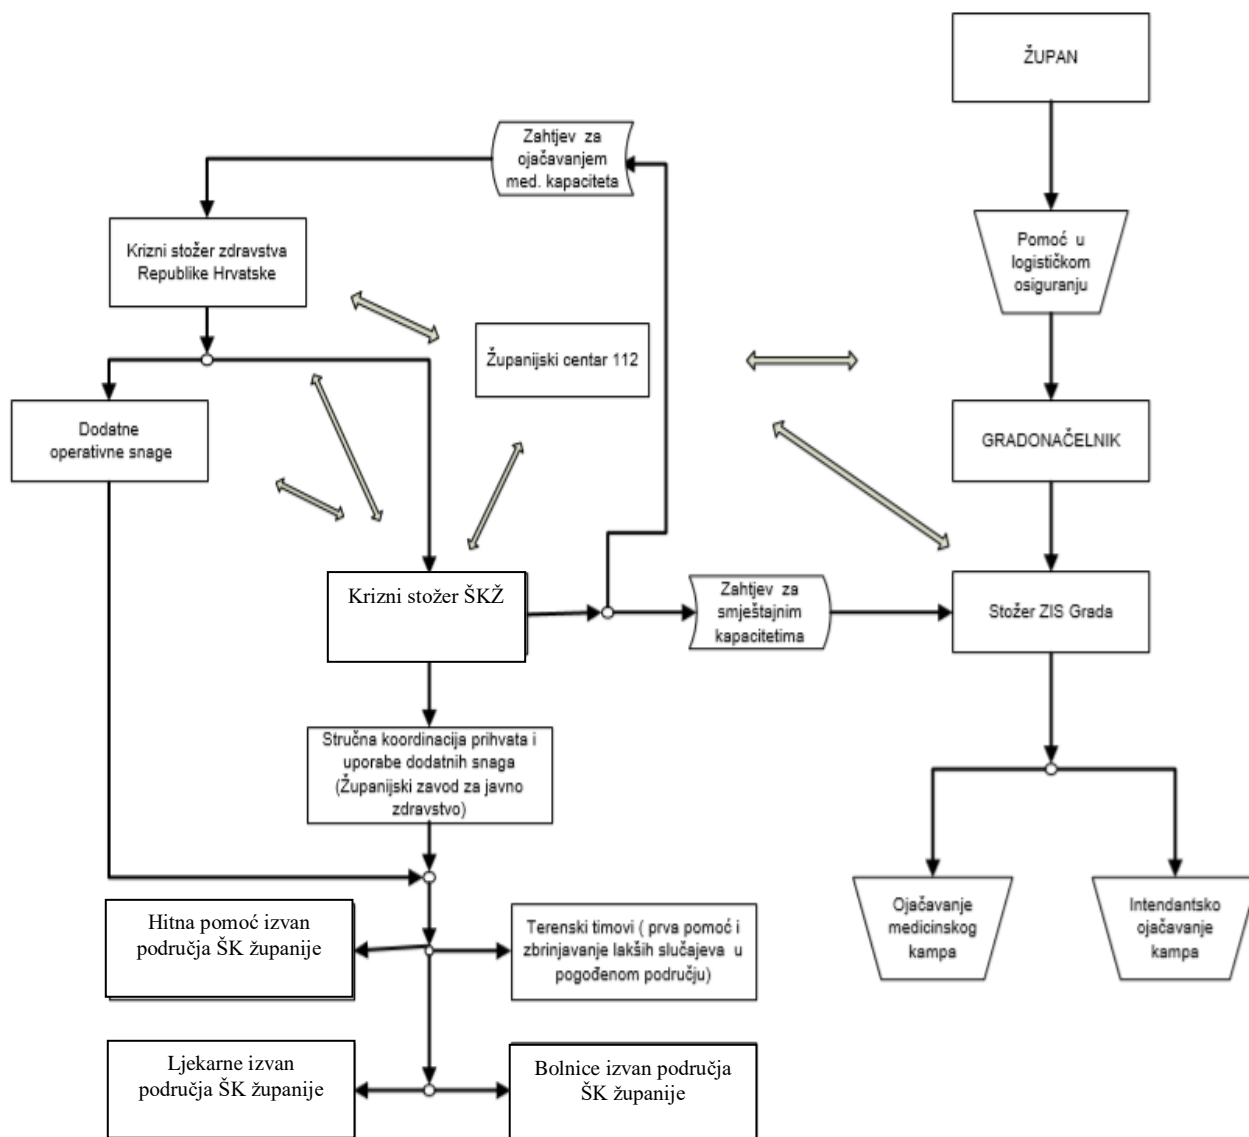 ŽUPAN
Zahtjev za
ojačavanjem
med. kapaciteta
Krizni stožer zdravstva
Republike Hrvatske
Pomoć u
logističkom
osiguranju
Županijski centar 112
Dodatne
operativne snage
GRADONAČELNIK
Krizni stožer ŠKŽ
Zahtjev za
smještajnim
kapacitetima
Stožer ZIS Grada
Stručna koordinacija prihvata i
uporabe dodatnih snaga
(Županijski zavod za javno
zdravstvo)
Hitna pomoć izvan
područja ŠK županije
Terenski timovi ( prva pomoć i
zbrinjavanje lakših slučajeva u
pogođenom području)
Ojačavanje
medicinskog
kampa
Intendantsko
ojačavanje
kampa
Ljekarne izvan
područja ŠK županije
Bolnice izvan područja
ŠK županije